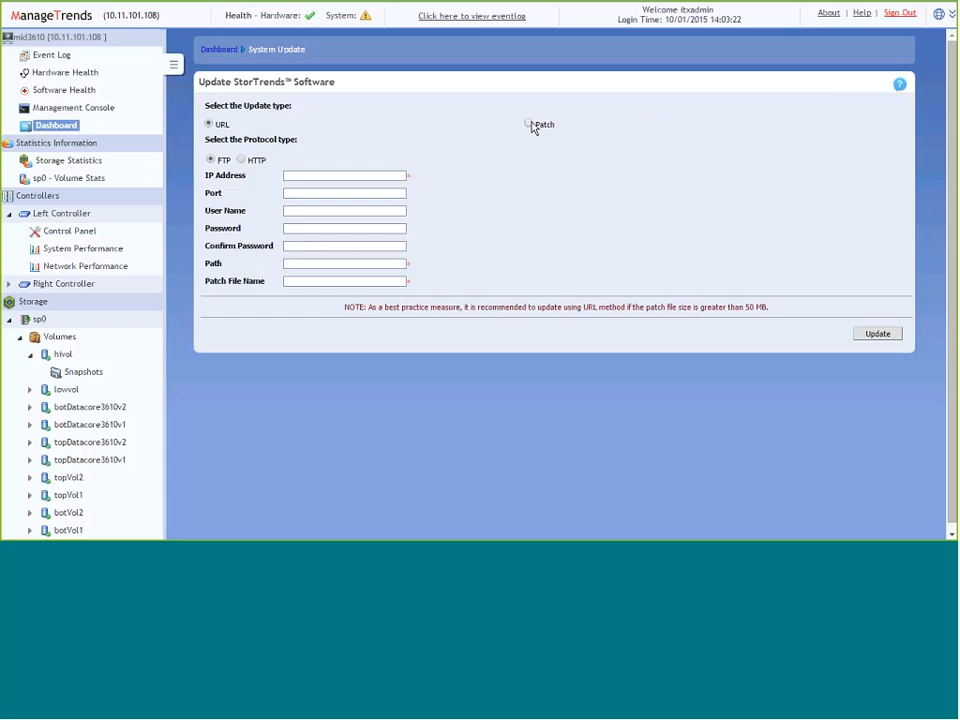 ManageTrends (10.11.101.108) Health - Hardware: System: Click here to view eventlog Welcome itxadmin About | Help | Sign Out
Login Time: 10/01/2015 14:03:22
mid3610 [10.11.101.108 ]
Event Log
Hardware Health
Software Health
Management Console
Dashboard
Statistics Information
Storage Statistics
sp0 - Volume Stats
Controllers
Left Controller
Control Panel
System Performance
Network Performance
Right Controller
Storage
sp0
Volumes
hivol
Snapshots
lowvol
botDatacore3610v2
botDatacore3610v1
topDatacore3610v2
topDatacore3610v1
topVol2
topVol1
botVol2
botVol1
Dashboard System Update
Update StorTrends™ Software
?
Select the Update type:
URL Patch
Select the Protocol type:
FTP HTTP
IP Address *
Port
User Name
Password
Confirm Password
Path *
Patch File Name *
NOTE: As a best practice measure, it is recommended to update using URL method if the patch file size is greater than 50 MB.
Update